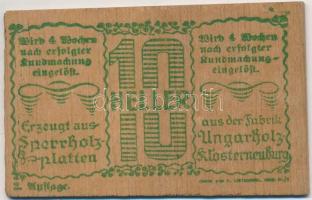 Wird 4 Wochen
nach erfolgter
Kundmachung
eingelöst.
10
HELLER
Wird 4 Wochen
nach erfolgter
Kundmachung
eingelöst.
Erzeugt aus
Sperrholz-
platten
aus der Fabrik
Ungarholz
Klosterneuburg
2. Auflage.